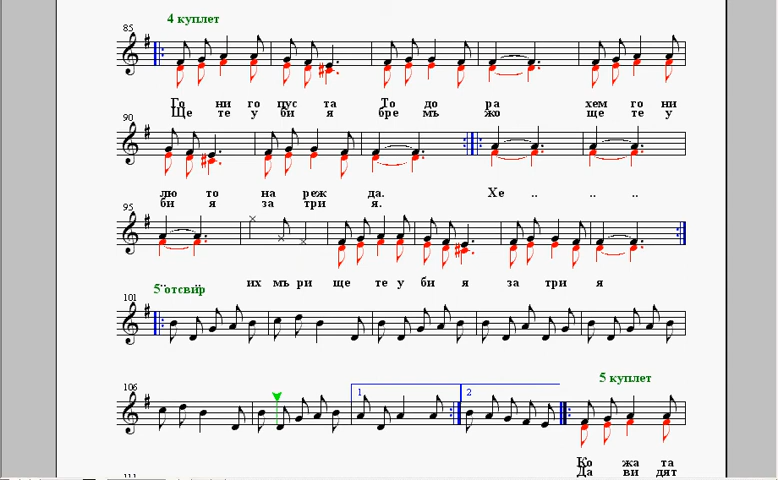 4 куплет
85
Го ни го пус та То до ра хем го ни
Ще те у би я бре мъ жо ще те у
90
лю то на реж да. Хе .. .. ..
би я за три я.
95
их мъ ри ще те у би я за три я
5 отсвир
101
5 куплет
106
1 2
Ко жа та
Да ви дят